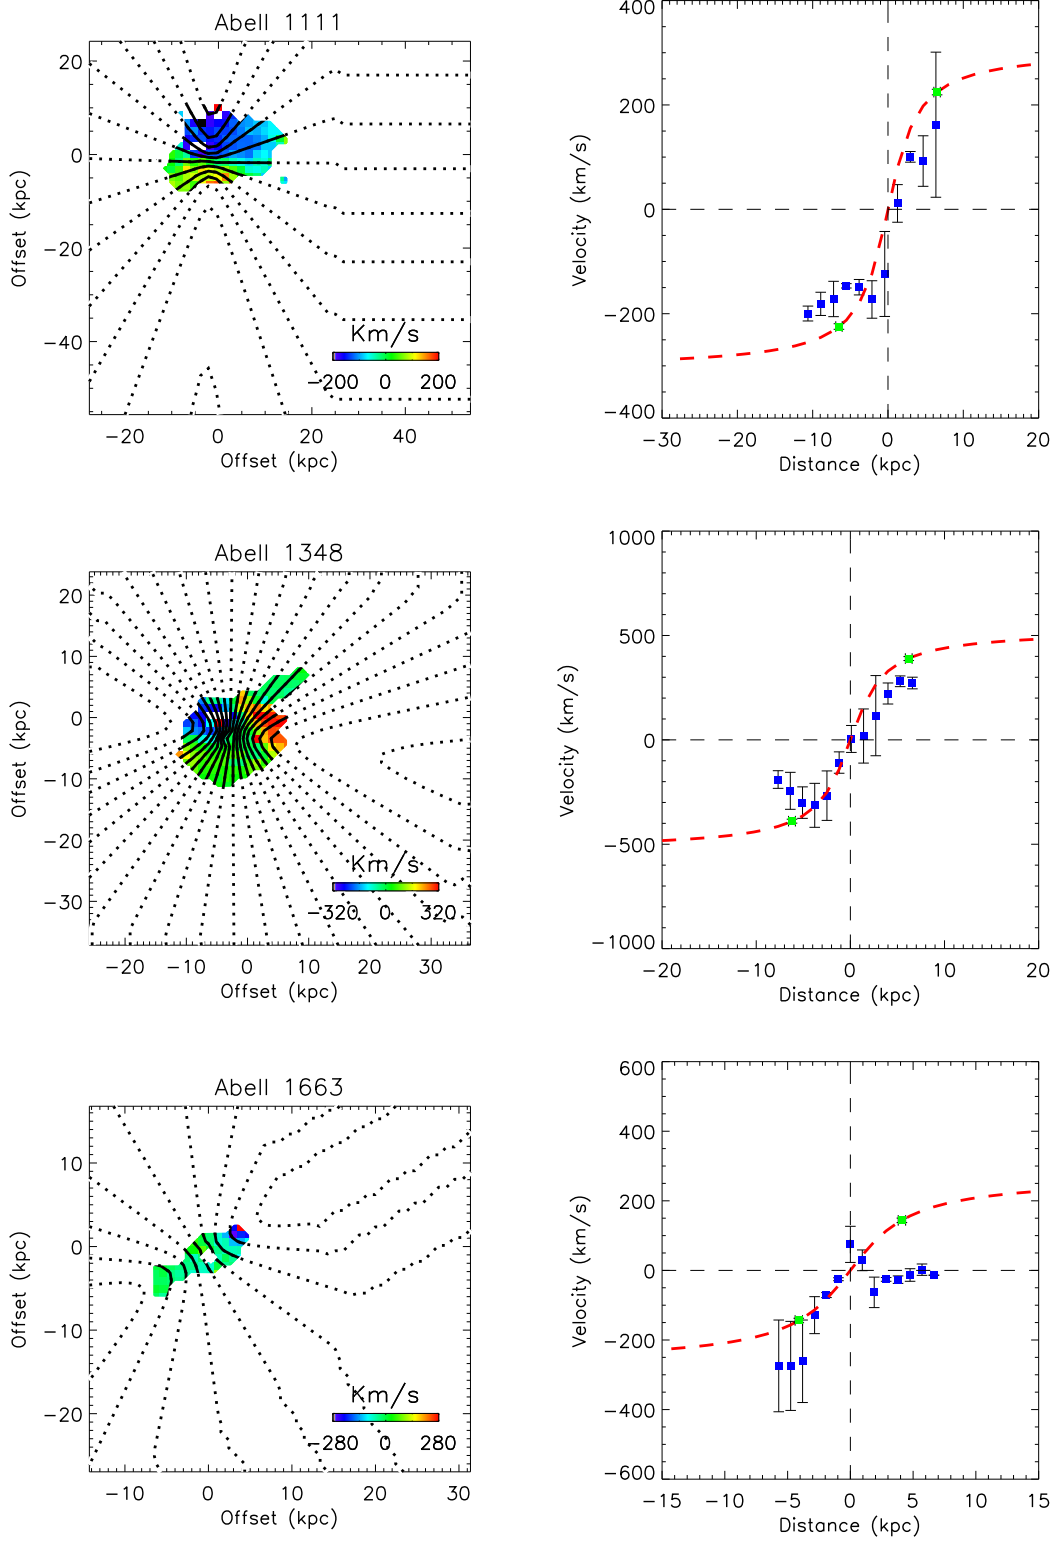 Abell 1111
20
0
−20
−40
Offset (kpc)
Km/s
−200 0 200
−20 0 20 40
Offset (kpc)
400
200
0
−200
−400
Velocity (km/s)
−30 −20 −10 0 10 20
Distance (kpc)
Abell 1348
20
10
0
−10
−20
−30
Offset (kpc)
Km/s
−320 0 320
−20 −10 0 10 20 30
Offset (kpc)
1000
500
0
−500
−1000
Velocity (km/s)
−20 −10 0 10 20
Distance (kpc)
Abell 1663
10
0
−10
−20
Offset (kpc)
Km/s
−280 0 280
−10 0 10 20 30
Offset (kpc)
600
400
200
0
−200
−400
−600
Velocity (km/s)
−15 −10 −5 0 5 10 15
Distance (kpc)